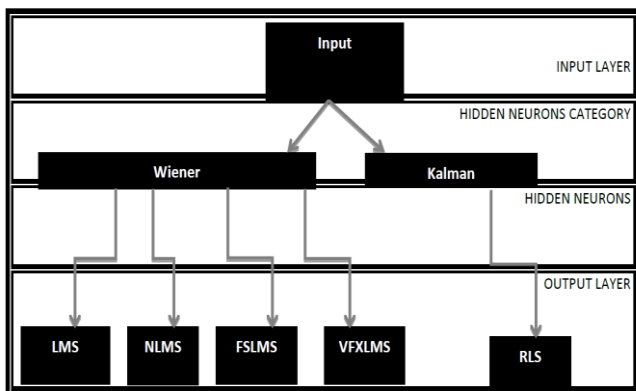 Input
INPUT LAYER
HIDDEN NEURONS CATEGORY
Wiener
Kalman
HIDDEN NEURONS
OUTPUT LAYER
LMS
NLMS
FSLMS
VFXLMS
RLS